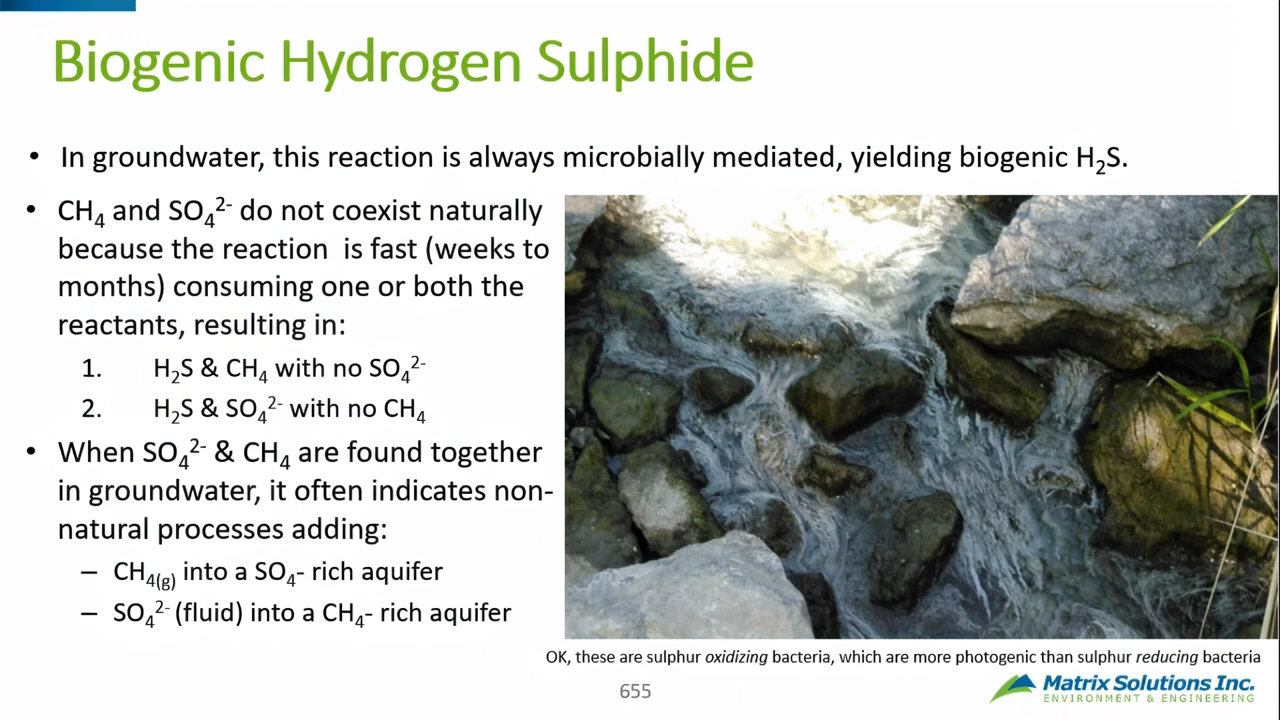 Biogenic Hydrogen Sulphide
• In groundwater, this reaction is always microbially mediated, yielding biogenic H₂S.
• CH₄ and SO₄²⁻ do not coexist naturally
because the reaction is fast (weeks to
months) consuming one or both the
reactants, resulting in:
1. H₂S & CH₄ with no SO₄²⁻
2. H₂S & SO₄²⁻ with no CH₄
• When SO₄²⁻ & CH₄ are found together
in groundwater, it often indicates non-
natural processes adding:
– CH₄₍g₎ into a SO₄- rich aquifer
– SO₄²⁻ (fluid) into a CH₄- rich aquifer
OK, these are sulphur oxidizing bacteria, which are more photogenic than sulphur reducing bacteria
655
Matrix Solutions Inc.
ENVIRONMENT & ENGINEERING